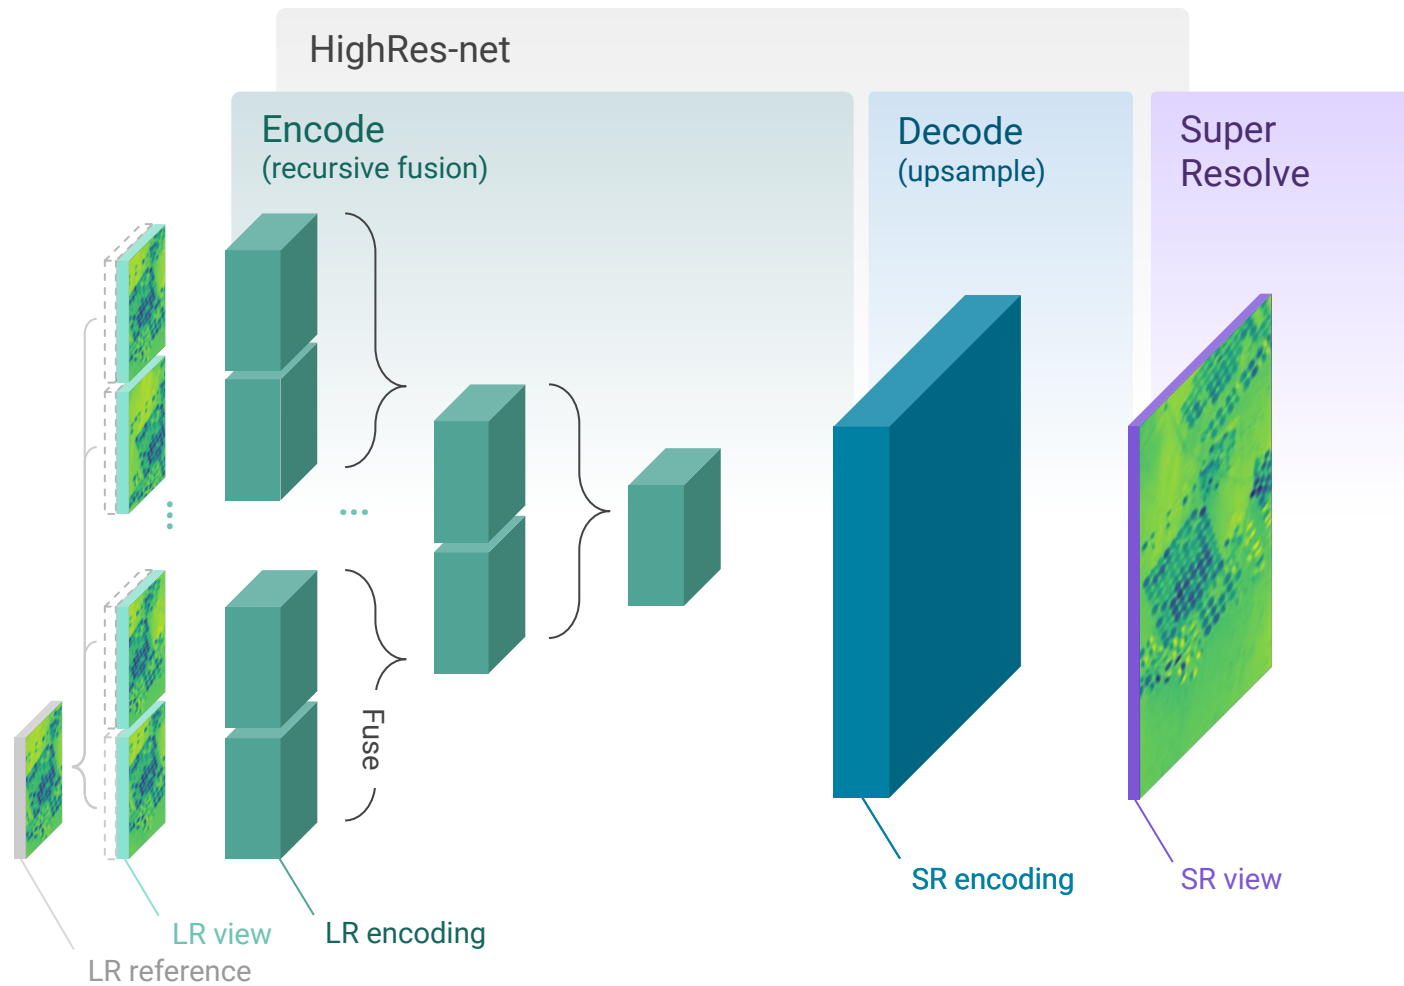 HighRes-net
Encode
(recursive fusion)
Decode
(upsample)
Super
Resolve
Fuse
SR encoding
SR view
LR view
LR encoding
LR reference